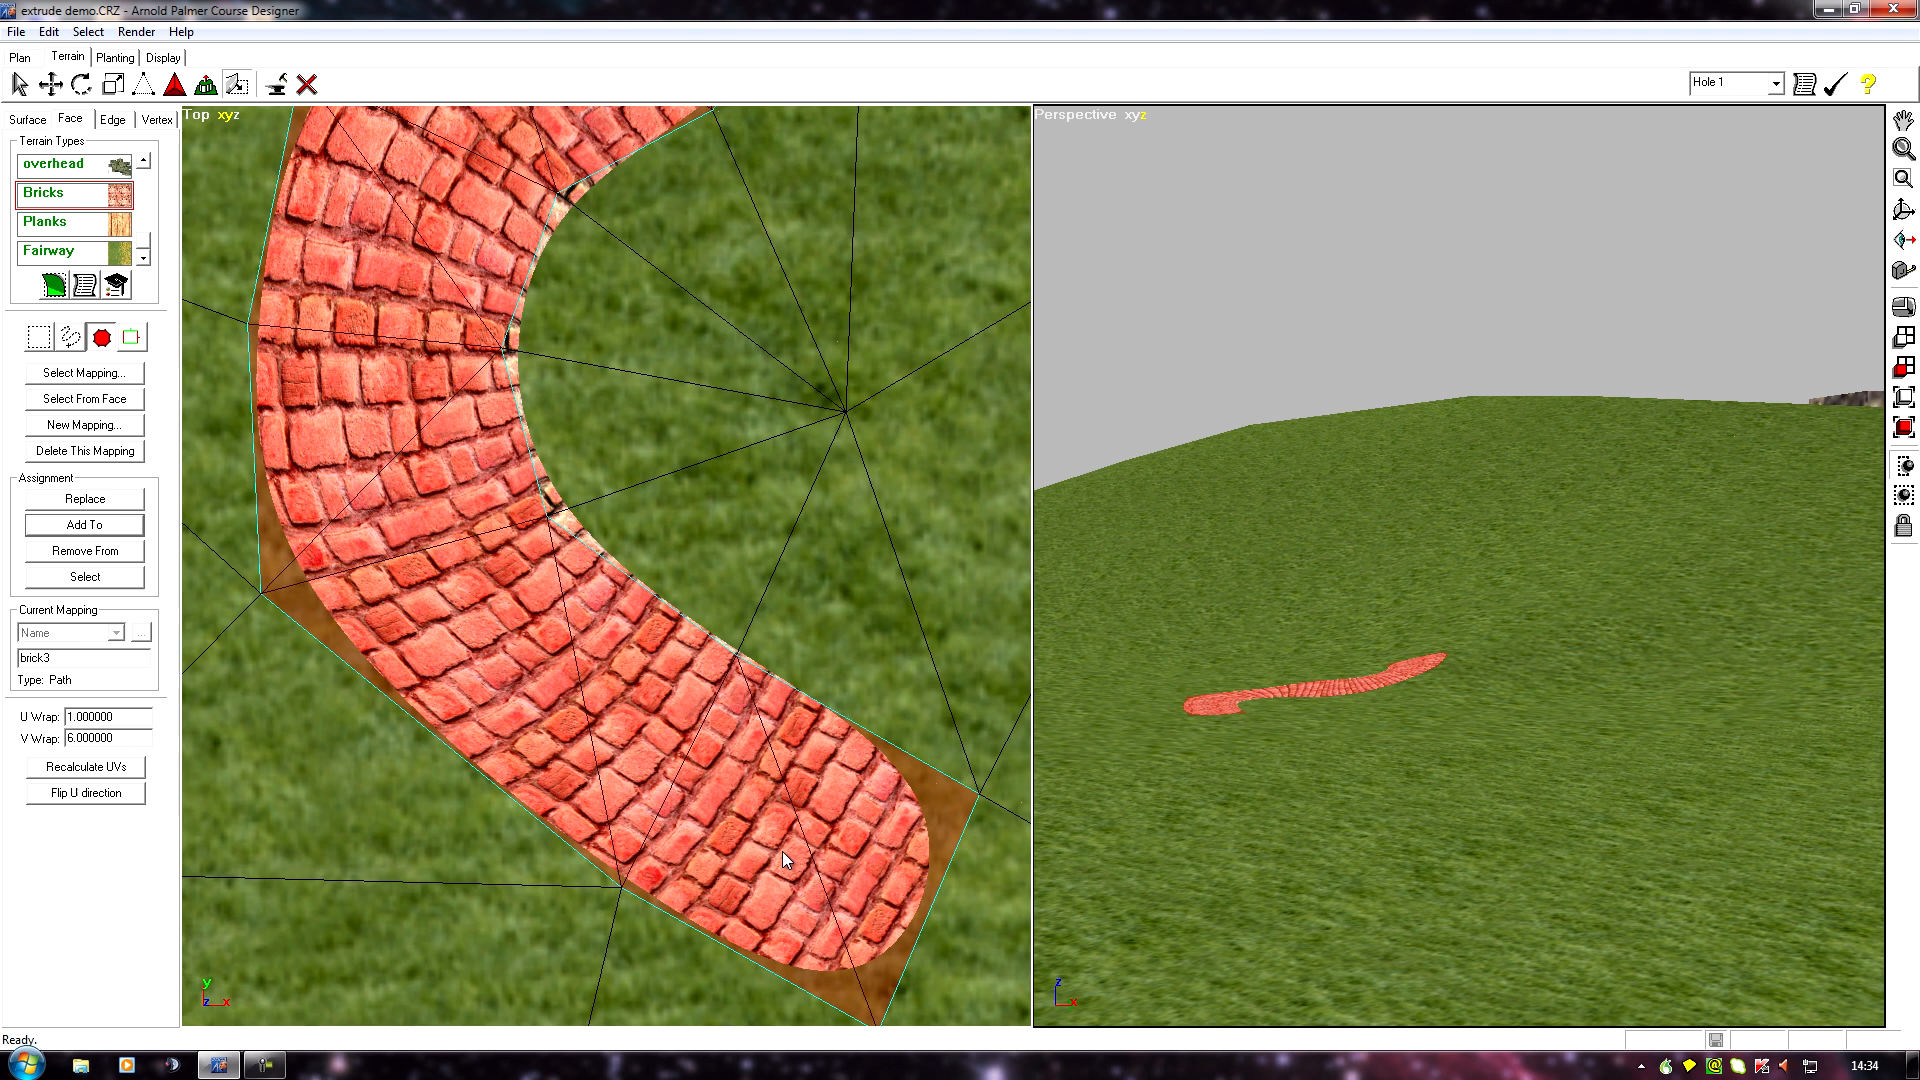 extrude demo.CRZ - Arnold Palmer Course Designer
File Edit Select Render Help
Plan Terrain Planting Display
Hole 1
Surface Face Edge Vertex
Top xyz
Perspective xyz
Terrain Types
overhead
Bricks
Planks
Fairway
Select Mapping...
Select From Face
New Mapping...
Delete This Mapping
Assignment
Replace
Add To
Remove From
Select
Current Mapping
Name ...
brick3
Type: Path
U Wrap: 1.000000
V Wrap: 6.000000
Recalculate UVs
Flip U direction
y
z x
z
x
Ready.
14:34